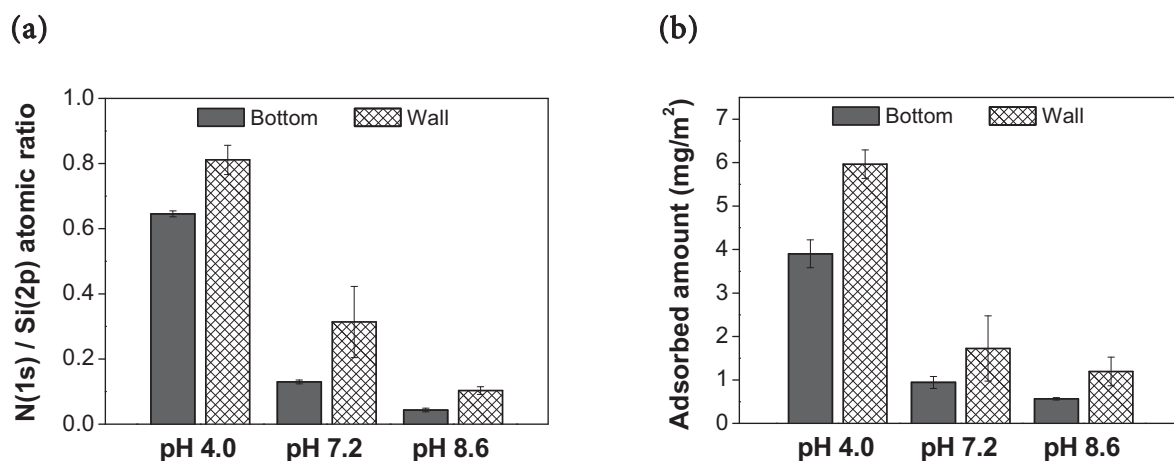 (a)
(b)
N(1s) / Si(2p) atomic ratio
1.0
0.8
0.6
0.4
0.2
0.0
Bottom Wall
pH 4.0 pH 7.2 pH 8.6
Adsorbed amount (mg/m²)
7
6
5
4
3
2
1
0
Bottom Wall
pH 4.0 pH 7.2 pH 8.6